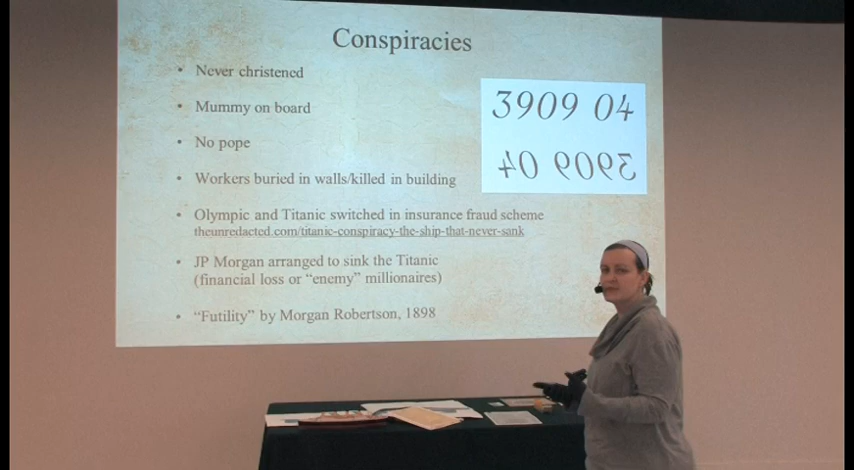 Conspiracies
• Never christened
• Mummy on board
• No pope
• Workers buried in walls/killed in building
• Olympic and Titanic switched in insurance fraud scheme
theunredacted.com/titanic-conspiracy-the-ship-that-never-sank
• JP Morgan arranged to sink the Titanic
(financial loss or “enemy” millionaires)
• “Futility” by Morgan Robertson, 1898
3909 04
3909 04